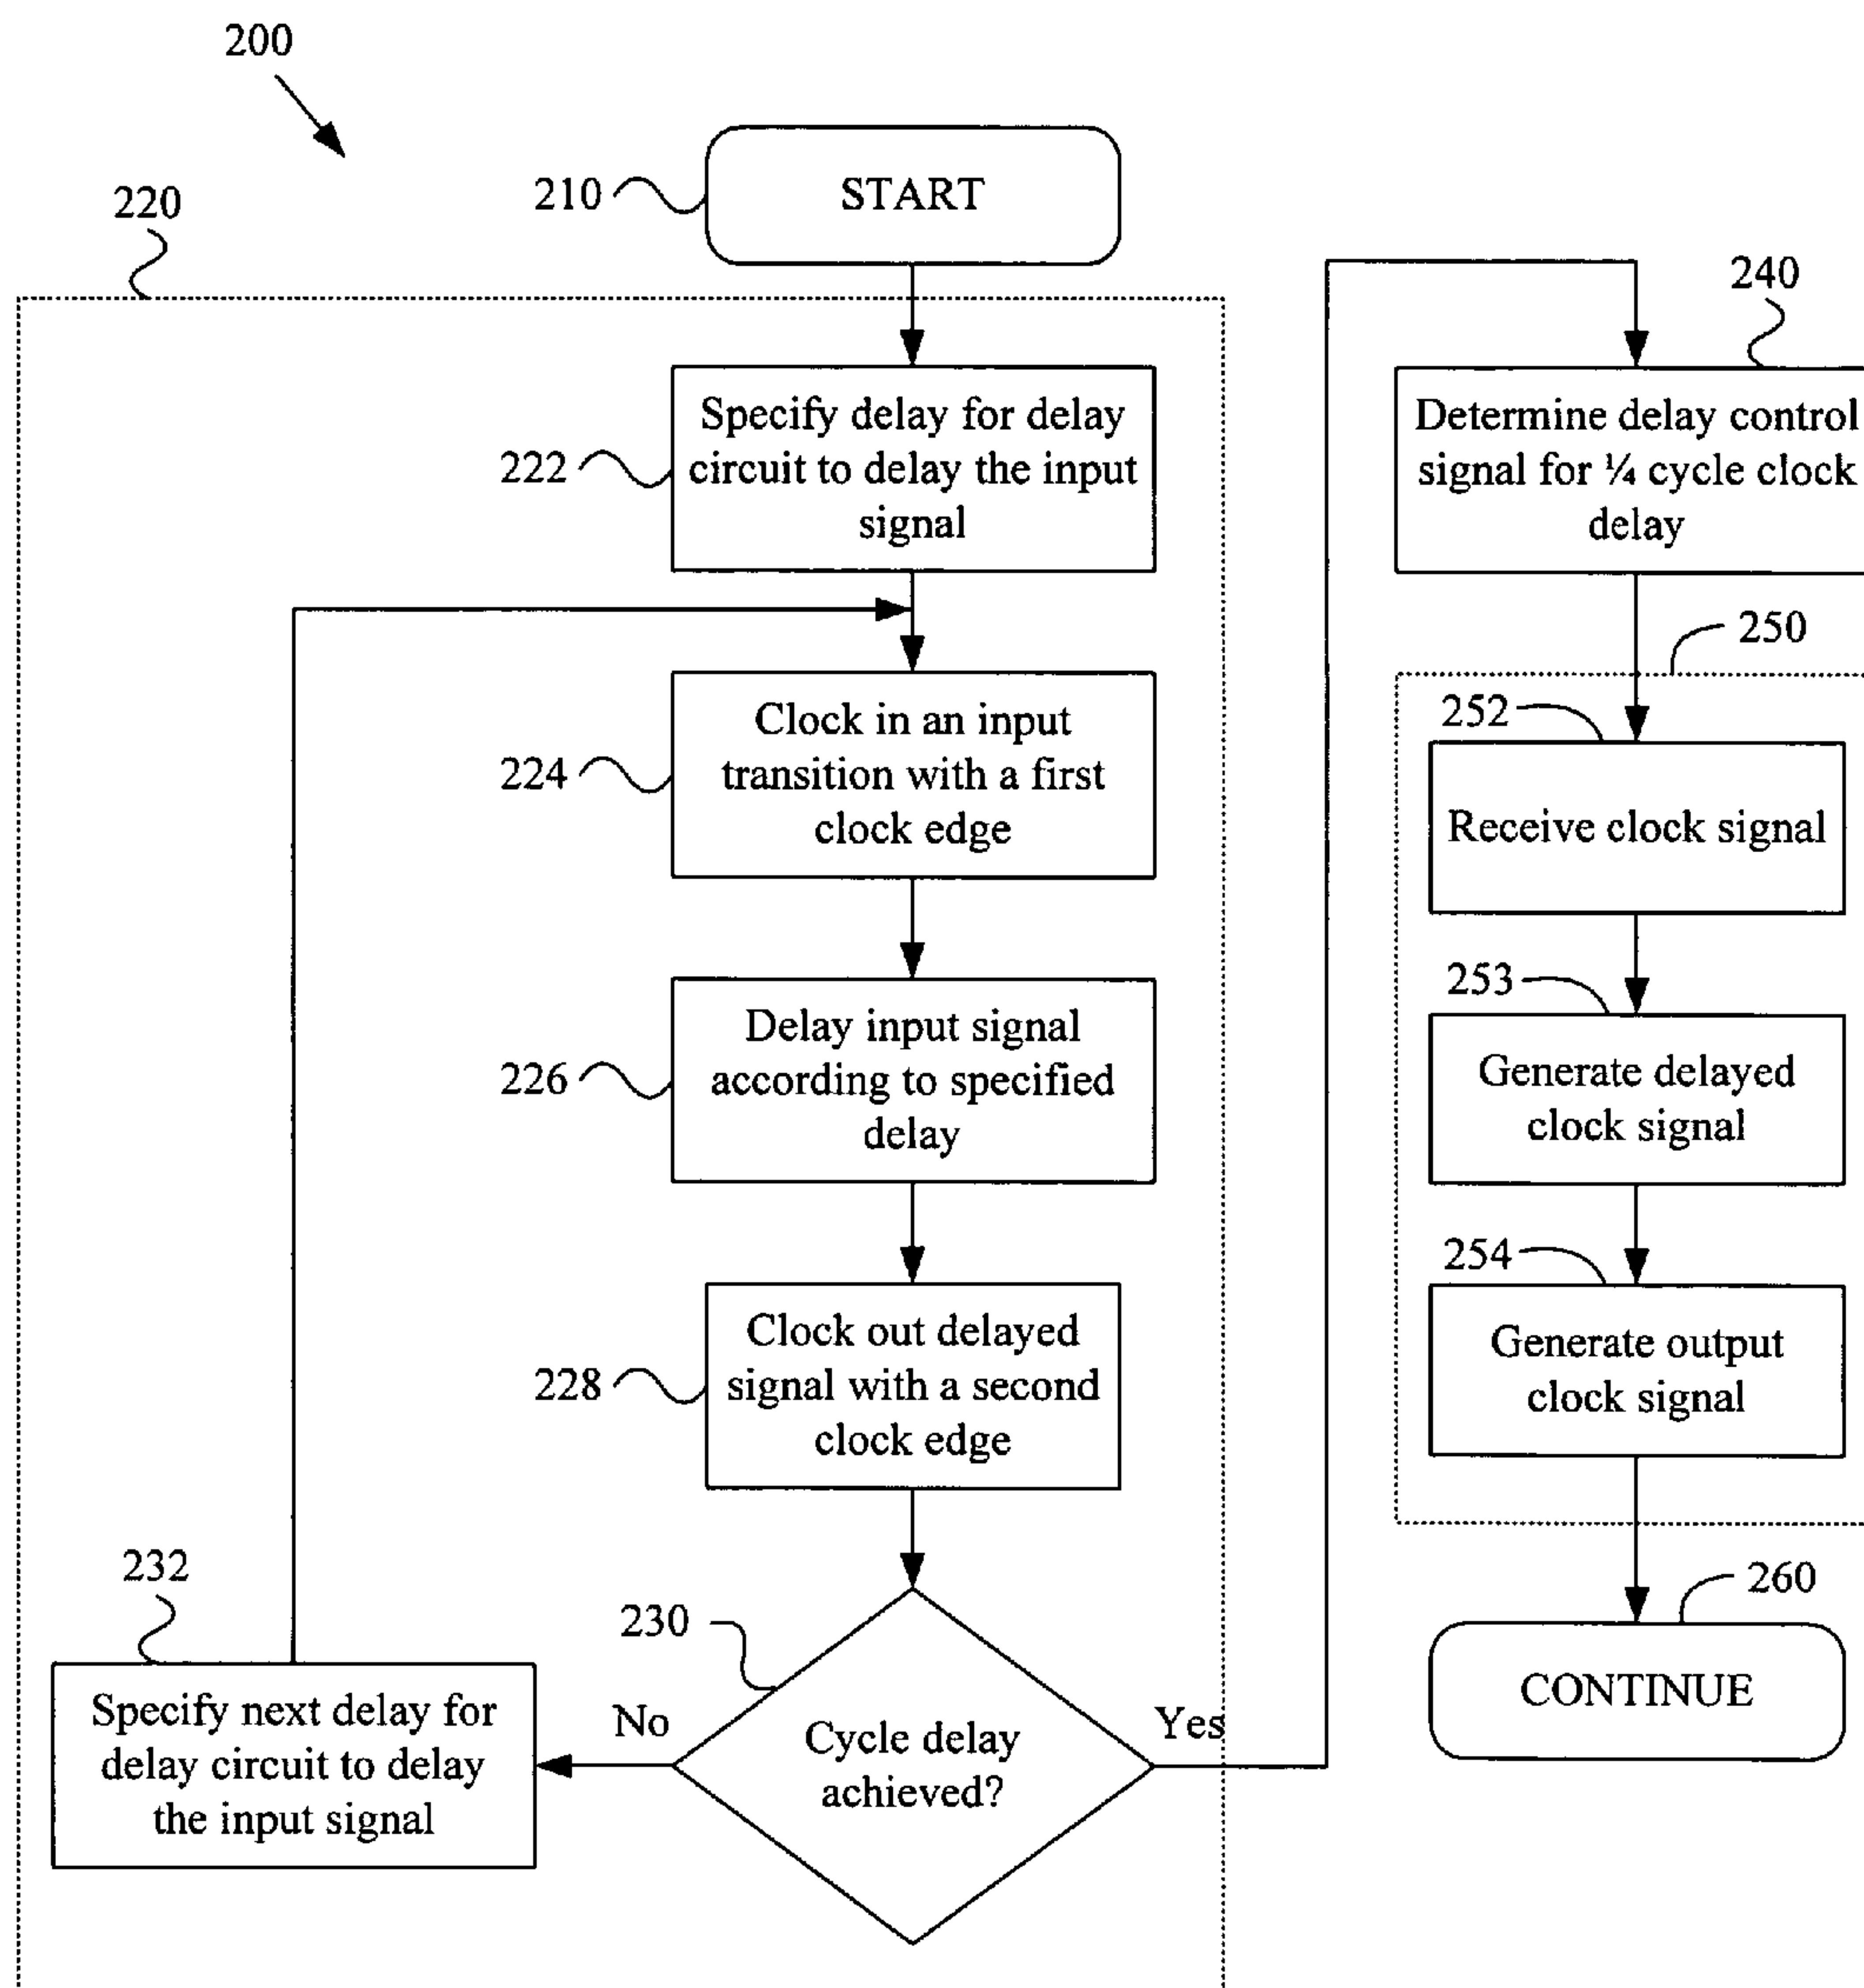 200
210
START
220
222
Specify delay for delay
circuit to delay the input
signal
224
Clock in an input
transition with a first
clock edge
226
Delay input signal
according to specified
delay
228
Clock out delayed
signal with a second
clock edge
230
Cycle delay
achieved?
No
Yes
232
Specify next delay for
delay circuit to delay
the input signal
240
Determine delay control
signal for ¼ cycle clock
delay
250
252
Receive clock signal
253
Generate delayed
clock signal
254
Generate output
clock signal
260
CONTINUE